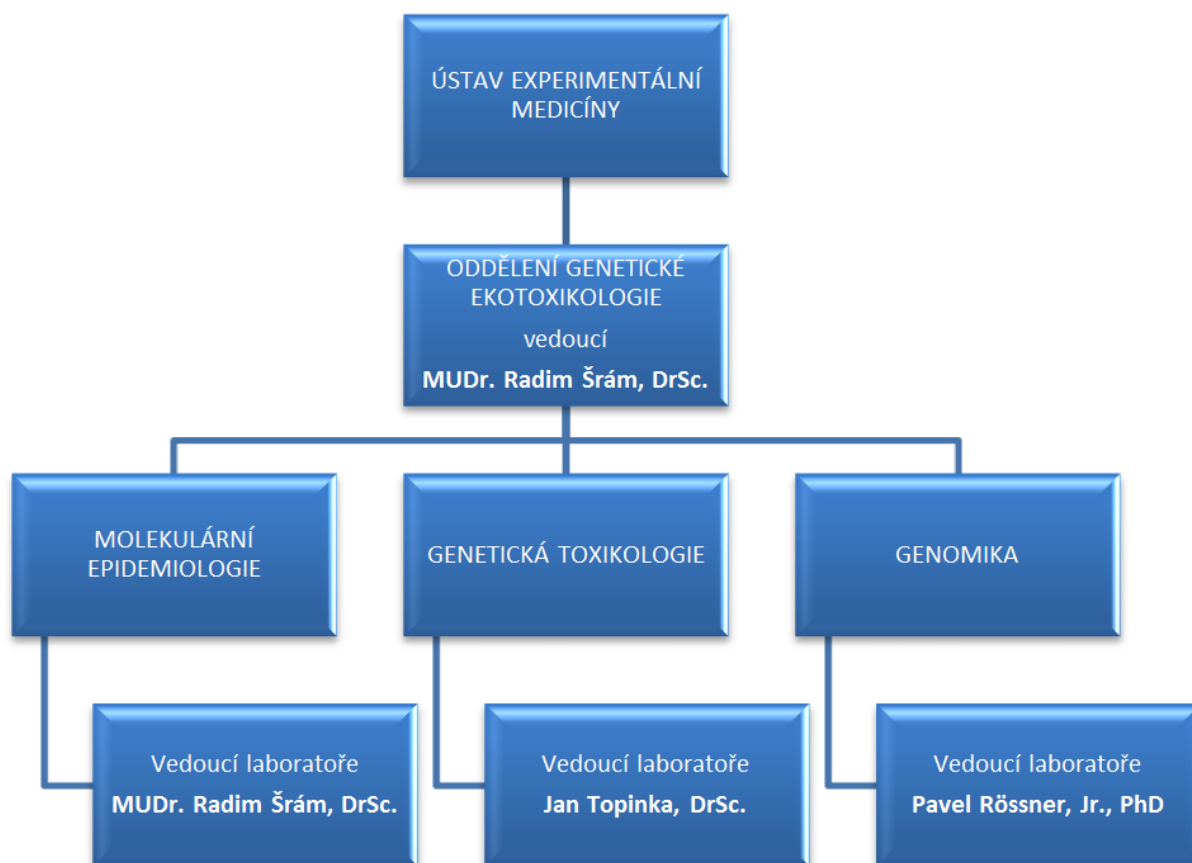 ÚSTAV EXPERIMENTÁLNÍ
MEDICÍNY
ODDĚLENÍ GENETICKÉ
EKOTOXIKOLOGIE
vedoucí
MUDr. Radim Šrám, DrSc.
MOLEKULÁRNÍ
EPIDEMIOLOGIE
GENETICKÁ TOXIKOLOGIE
GENOMIKA
Vedoucí laboratoře
MUDr. Radim Šrám, DrSc.
Vedoucí laboratoře
Jan Topinka, DrSc.
Vedoucí laboratoře
Pavel Rössner, Jr., PhD